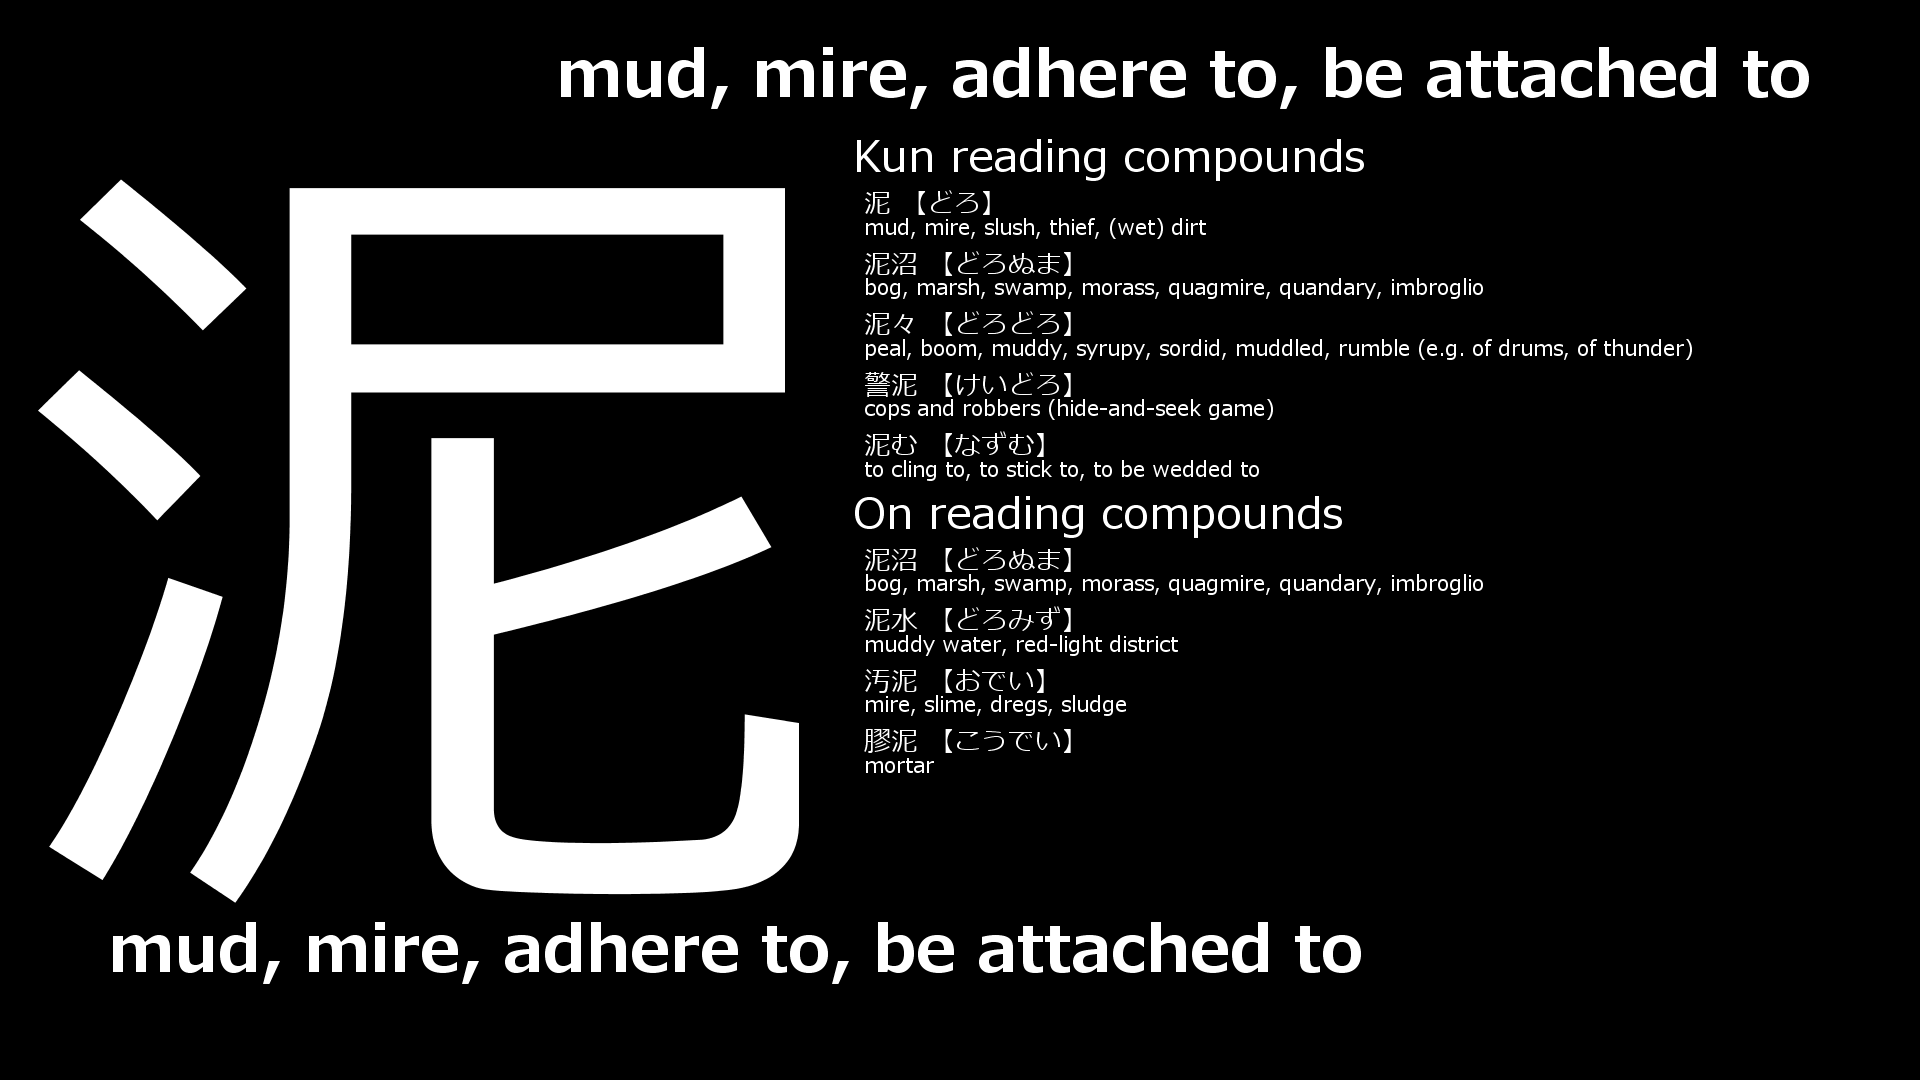 mud, mire, adhere to, be attached to
泥
Kun reading compounds
泥 【どろ】
mud, mire, slush, thief, (wet) dirt
泥沼 【どろぬま】
bog, marsh, swamp, morass, quagmire, quandary, imbroglio
泥々 【どろどろ】
peal, boom, muddy, syrupy, sordid, muddled, rumble (e.g. of drums, of thunder)
警泥 【けいどろ】
cops and robbers (hide-and-seek game)
泥む 【なずむ】
to cling to, to stick to, to be wedded to
On reading compounds
泥沼 【どろぬま】
bog, marsh, swamp, morass, quagmire, quandary, imbroglio
泥水 【どろみず】
muddy water, red-light district
汚泥 【おでい】
mire, slime, dregs, sludge
膠泥 【こうでい】
mortar
mud, mire, adhere to, be attached to